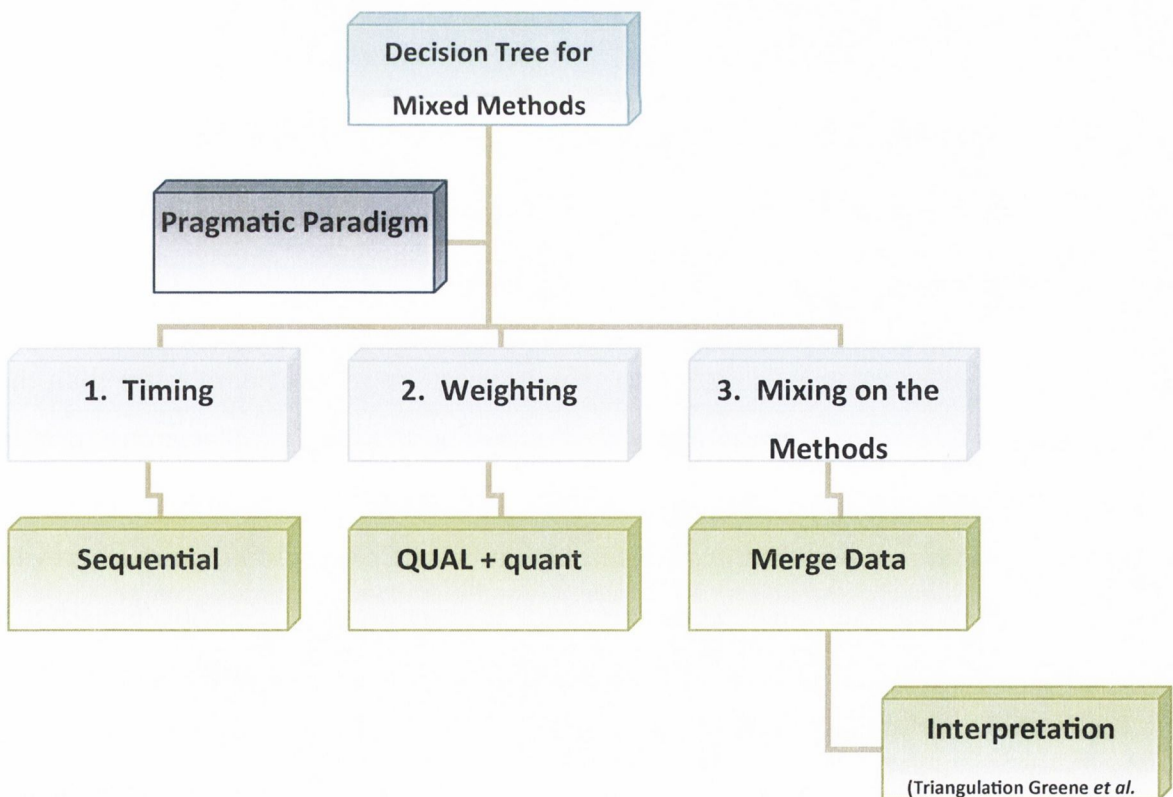 Decision Tree for
Mixed Methods
Pragmatic Paradigm
1. Timing
2. Weighting
3. Mixing on the
Methods
Sequential
QUAL + quant
Merge Data
Interpretation
(Triangulation Greene et al.